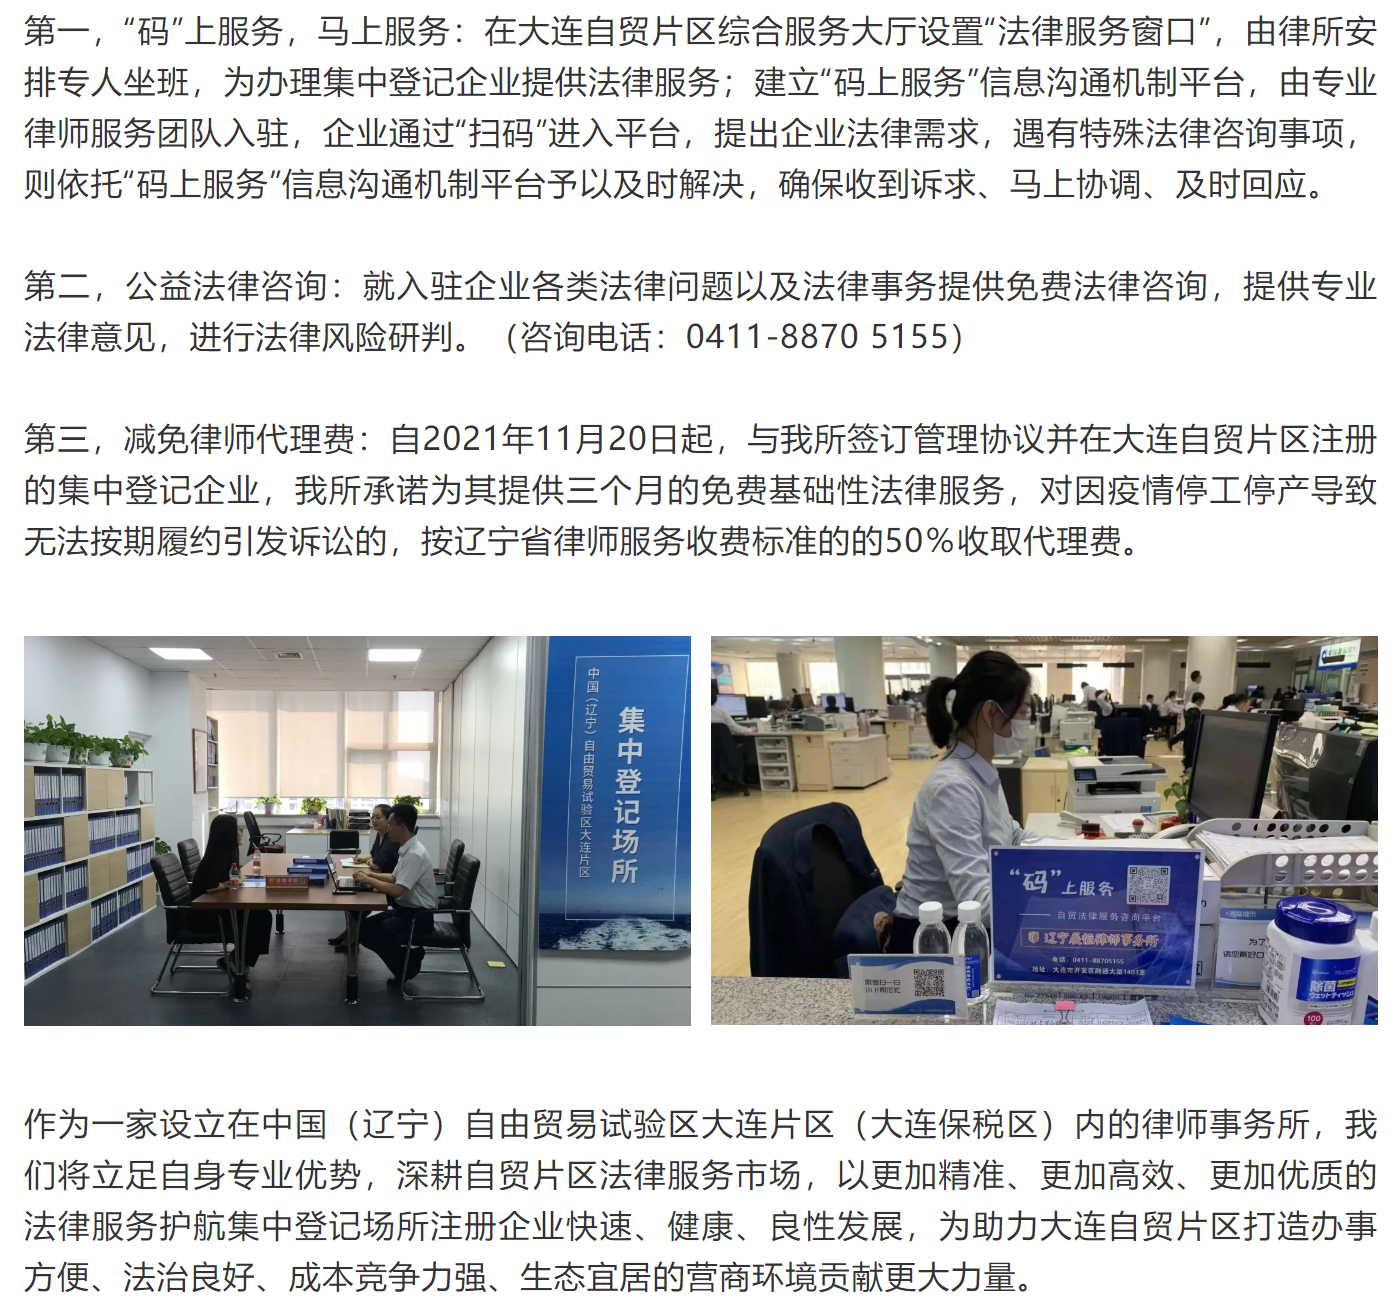 第一，“码”上服务，马上服务：在大连自贸片区综合服务大厅设置“法律服务窗口”，由律所安
排专人坐班，为办理集中登记企业提供法律服务；建立“码上服务”信息沟通机制平台，由专业
律师服务团队入驻，企业通过“扫码”进入平台，提出企业法律需求，遇有特殊法律咨询事项，
则依托“码上服务”信息沟通机制平台予以及时解决，确保收到诉求、马上协调、及时回应。
第二，公益法律咨询：就入驻企业各类法律问题以及法律事务提供免费法律咨询，提供专业
法律意见，进行法律风险研判。（咨询电话：0411-8870 5155）
第三，减免律师代理费：自2021年11月20日起，与我所签订管理协议并在大连自贸片区注册
的集中登记企业，我所承诺为其提供三个月的免费基础性法律服务，对因疫情停工停产导致
无法按期履约引发诉讼的，按辽宁省律师服务收费标准的的50%收取代理费。
中国（辽宁）自由贸易试验区大连片区
集中登记场所
“码”上服务
自贸法律服务咨询平台
辽宁晟恒律师事务所
电话：0411-88705155
微信扫一扫
除菌
ウェットティッシュ
100
作为一家设立在中国（辽宁）自由贸易试验区大连片区（大连保税区）内的律师事务所，我
们将立足自身专业优势，深耕自贸片区法律服务市场，以更加精准、更加高效、更加优质的
法律服务护航集中登记场所注册企业快速、健康、良性发展，为助力大连自贸片区打造办事
方便、法治良好、成本竞争力强、生态宜居的营商环境贡献更大力量。